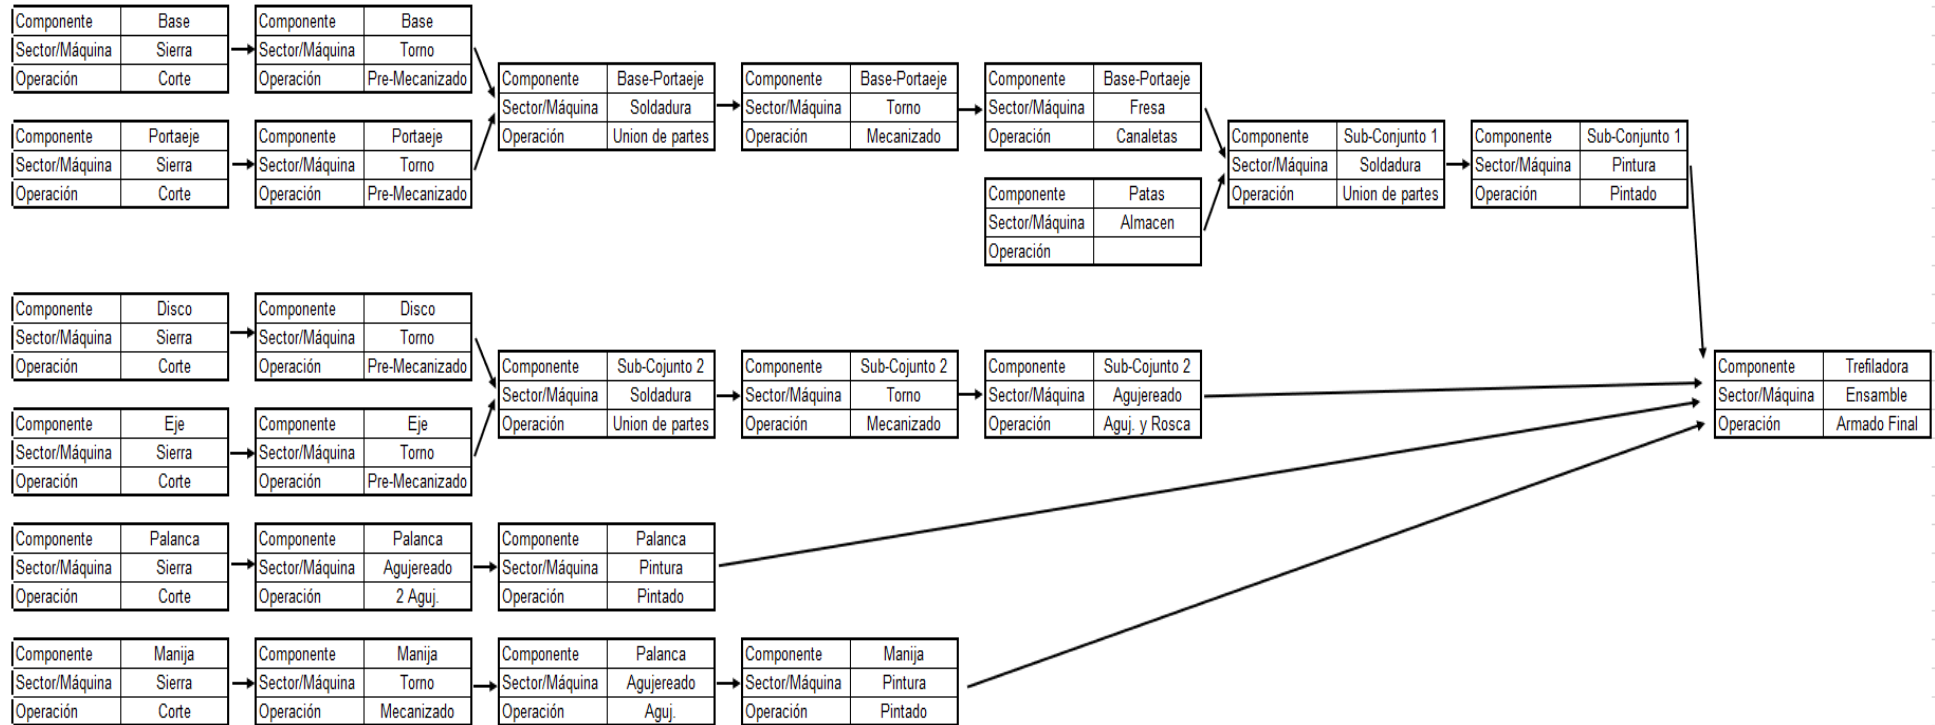 Componente Base
Sector/Máquina Sierra
Operación Corte
Componente Base
Sector/Máquina Torno
Operación Pre-Mecanizado
Componente Portaeje
Sector/Máquina Sierra
Operación Corte
Componente Portaeje
Sector/Máquina Torno
Operación Pre-Mecanizado
Componente Base-Portaeje
Sector/Máquina Soldadura
Operación Union de partes
Componente Base-Portaeje
Sector/Máquina Torno
Operación Mecanizado
Componente Base-Portaeje
Sector/Máquina Fresa
Operación Canaletas
Componente Patas
Sector/Máquina Almacen
Operación
Componente Sub-Conjunto 1
Sector/Máquina Soldadura
Operación Union de partes
Componente Sub-Conjunto 1
Sector/Máquina Pintura
Operación Pintado
Componente Disco
Sector/Máquina Sierra
Operación Corte
Componente Disco
Sector/Máquina Torno
Operación Pre-Mecanizado
Componente Eje
Sector/Máquina Sierra
Operación Corte
Componente Eje
Sector/Máquina Torno
Operación Pre-Mecanizado
Componente Sub-Cojunto 2
Sector/Máquina Soldadura
Operación Union de partes
Componente Sub-Cojunto 2
Sector/Máquina Torno
Operación Mecanizado
Componente Sub-Cojunto 2
Sector/Máquina Agujereado
Operación Aguj. y Rosca
Componente Trefiladora
Sector/Máquina Ensamble
Operación Armado Final
Componente Palanca
Sector/Máquina Sierra
Operación Corte
Componente Palanca
Sector/Máquina Agujereado
Operación 2 Aguj.
Componente Palanca
Sector/Máquina Pintura
Operación Pintado
Componente Manija
Sector/Máquina Sierra
Operación Corte
Componente Manija
Sector/Máquina Torno
Operación Mecanizado
Componente Palanca
Sector/Máquina Agujereado
Operación Aguj.
Componente Manija
Sector/Máquina Pintura
Operación Pintado